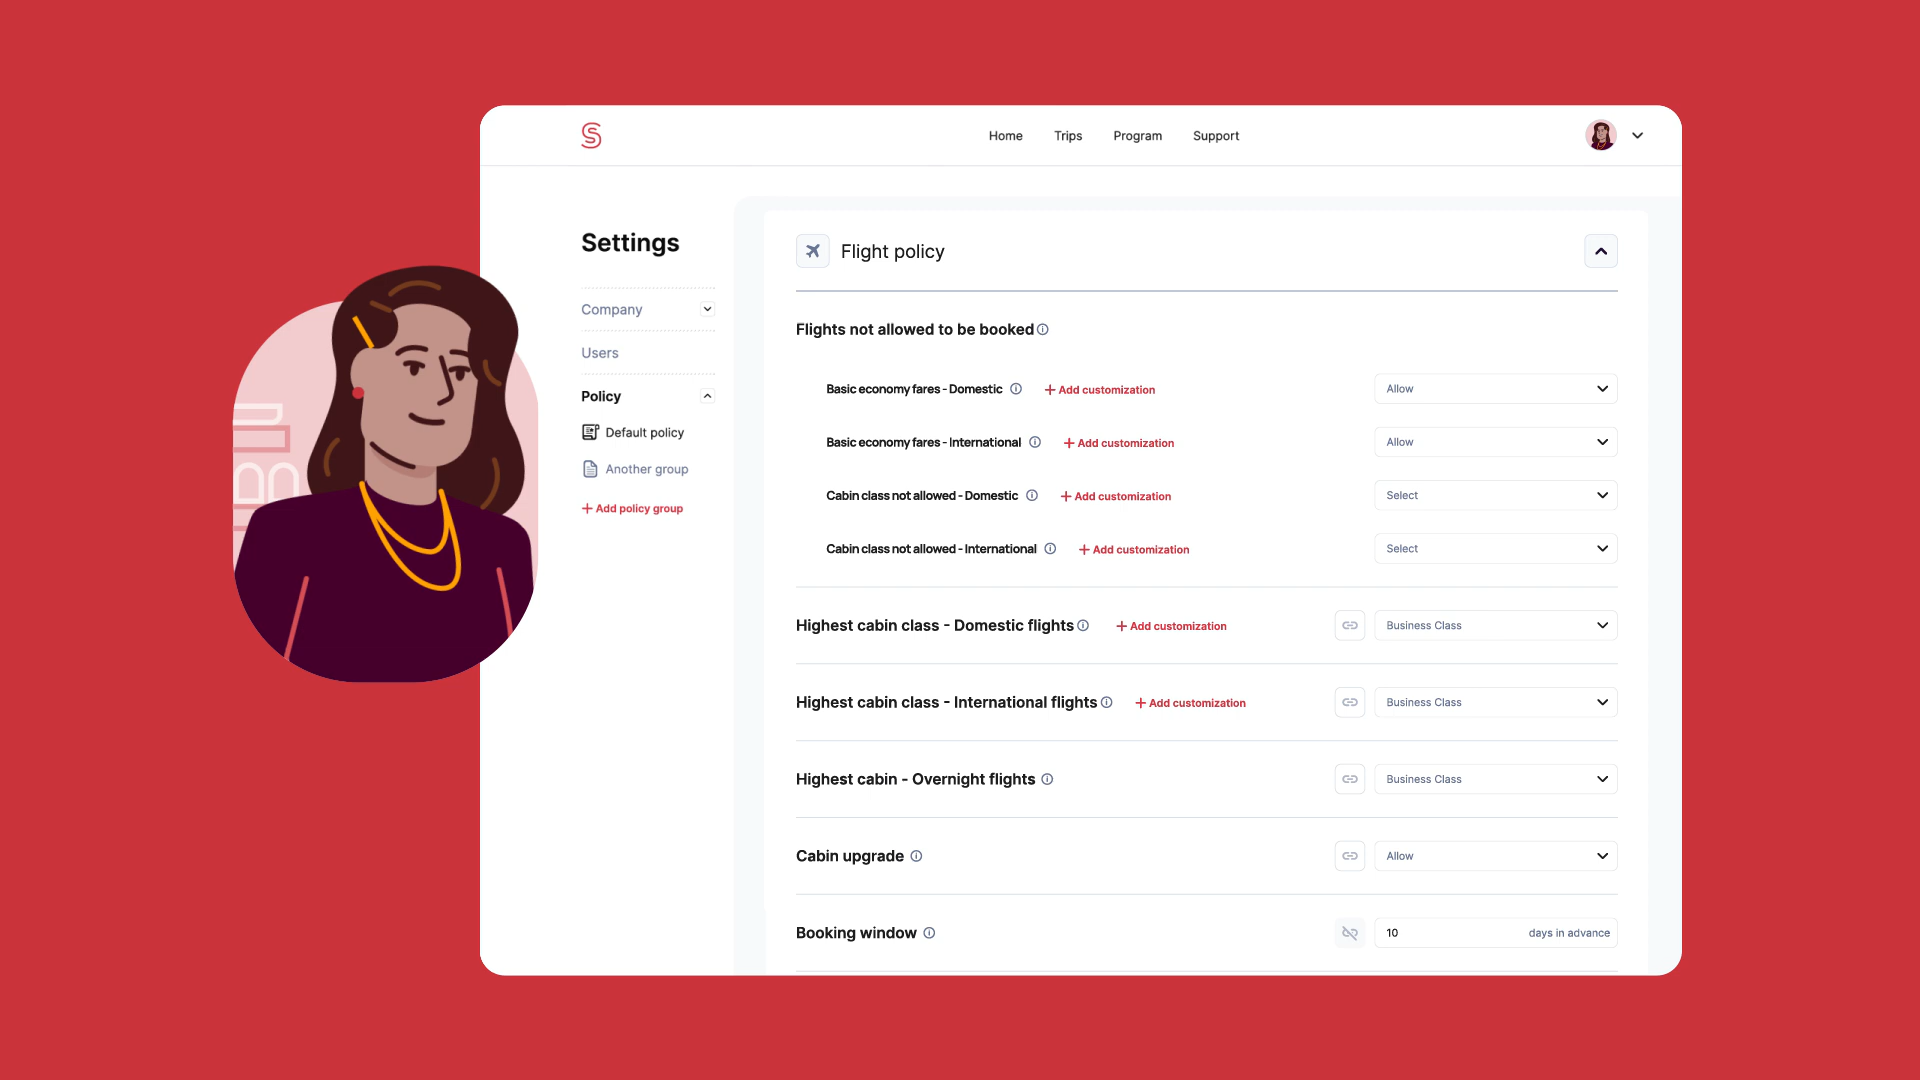 S
Home Trips Program Support
Settings
Company
Users
Policy
Default policy
Another group
+ Add policy group
Flight policy
Flights not allowed to be booked
Basic economy fares - Domestic + Add customization Allow
Basic economy fares - International + Add customization Allow
Cabin class not allowed - Domestic + Add customization Select
Cabin class not allowed - International + Add customization Select
Highest cabin class - Domestic flights + Add customization Business Class
Highest cabin class - International flights + Add customization Business Class
Highest cabin - Overnight flights Business Class
Cabin upgrade Allow
Booking window 10 days in advance